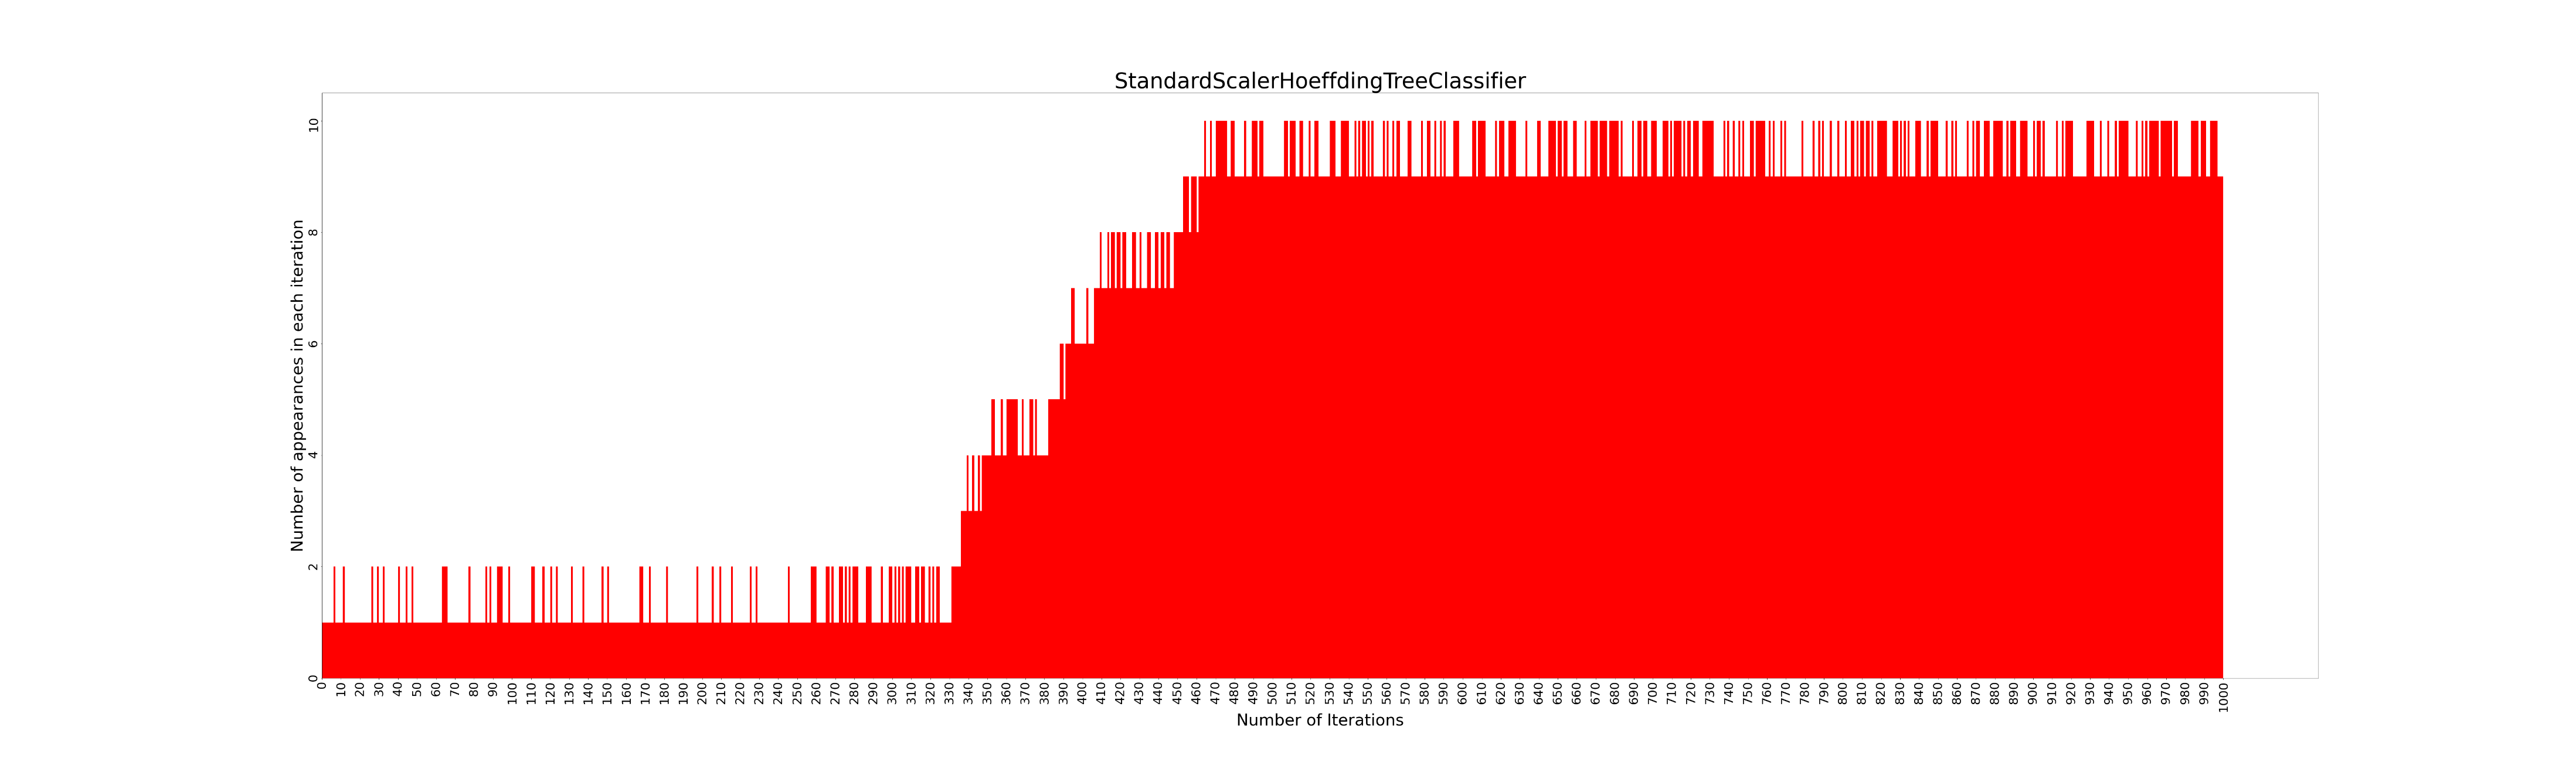 StandardScalerHoeffdingTreeClassifier
Number of appearances in each iteration
10
8
6
4
2
0
0 10 20 30 40 50 60 70 80 90 100 110 120 130 140 150 160 170 180 190 200 210 220 230 240 250 260 270 280 290 300 310 320 330 340 350 360 370 380 390 400 410 420 430 440 450 460 470 480 490 500 510 520 530 540 550 560 570 580 590 600 610 620 630 640 650 660 670 680 690 700 710 720 730 740 750 760 770 780 790 800 810 820 830 840 850 860 870 880 890 900 910 920 930 940 950 960 970 980 990 1000
Number of Iterations